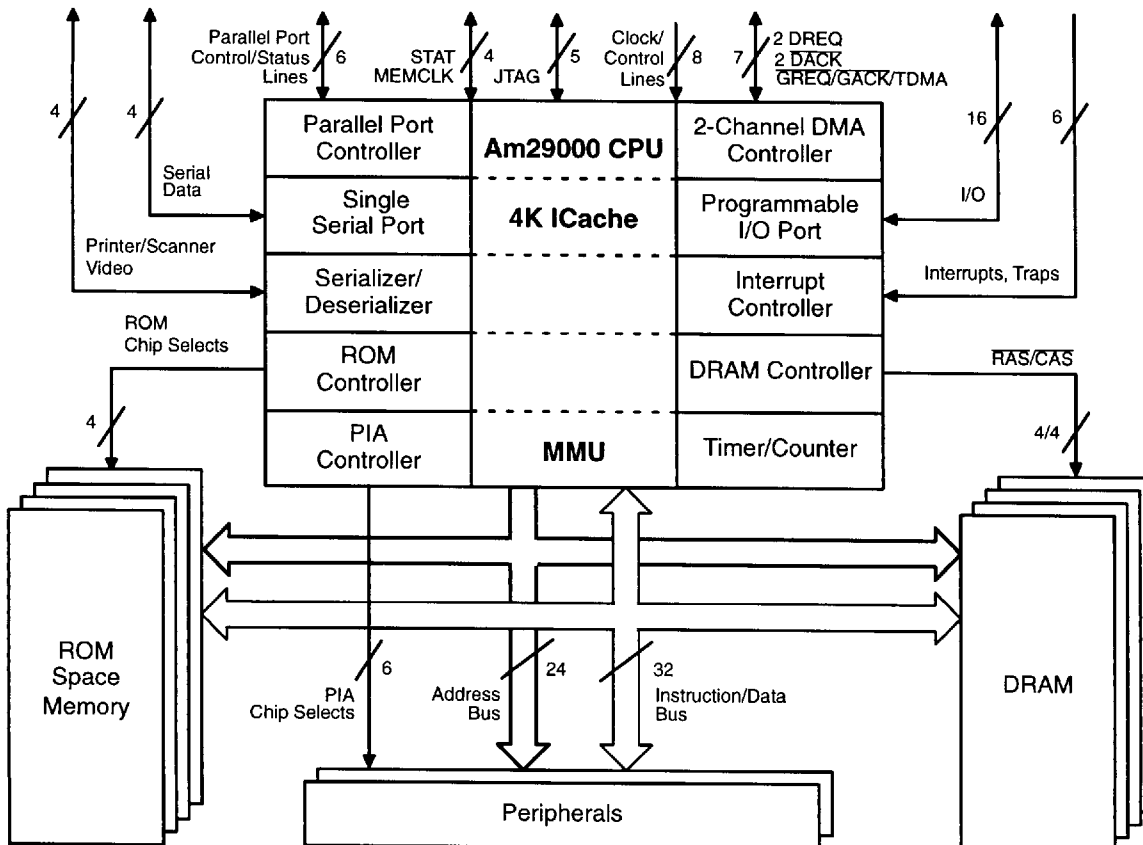 Parallel Port
Control/Status
Lines
6
STAT
MEMCLK
4
JTAG
5
Clock/
Control
Lines
8
7
2 DREQ
2 DACK
GREQ/GACK/TDMA
4
4
16
6
Parallel Port
Controller
Am29000 CPU
2-Channel DMA
Controller
Serial
Data
Single
Serial Port
4K ICache
Programmable
I/O Port
I/O
Printer/Scanner
Video
Serializer/
Deserializer
Interrupt
Controller
Interrupts, Traps
ROM
Chip Selects
ROM
Controller
DRAM Controller
RAS/CAS
4
PIA
Controller
MMU
Timer/Counter
4/4
ROM
Space
Memory
6
PIA
Chip Selects
24
Address
Bus
32
Instruction/Data
Bus
DRAM
Peripherals